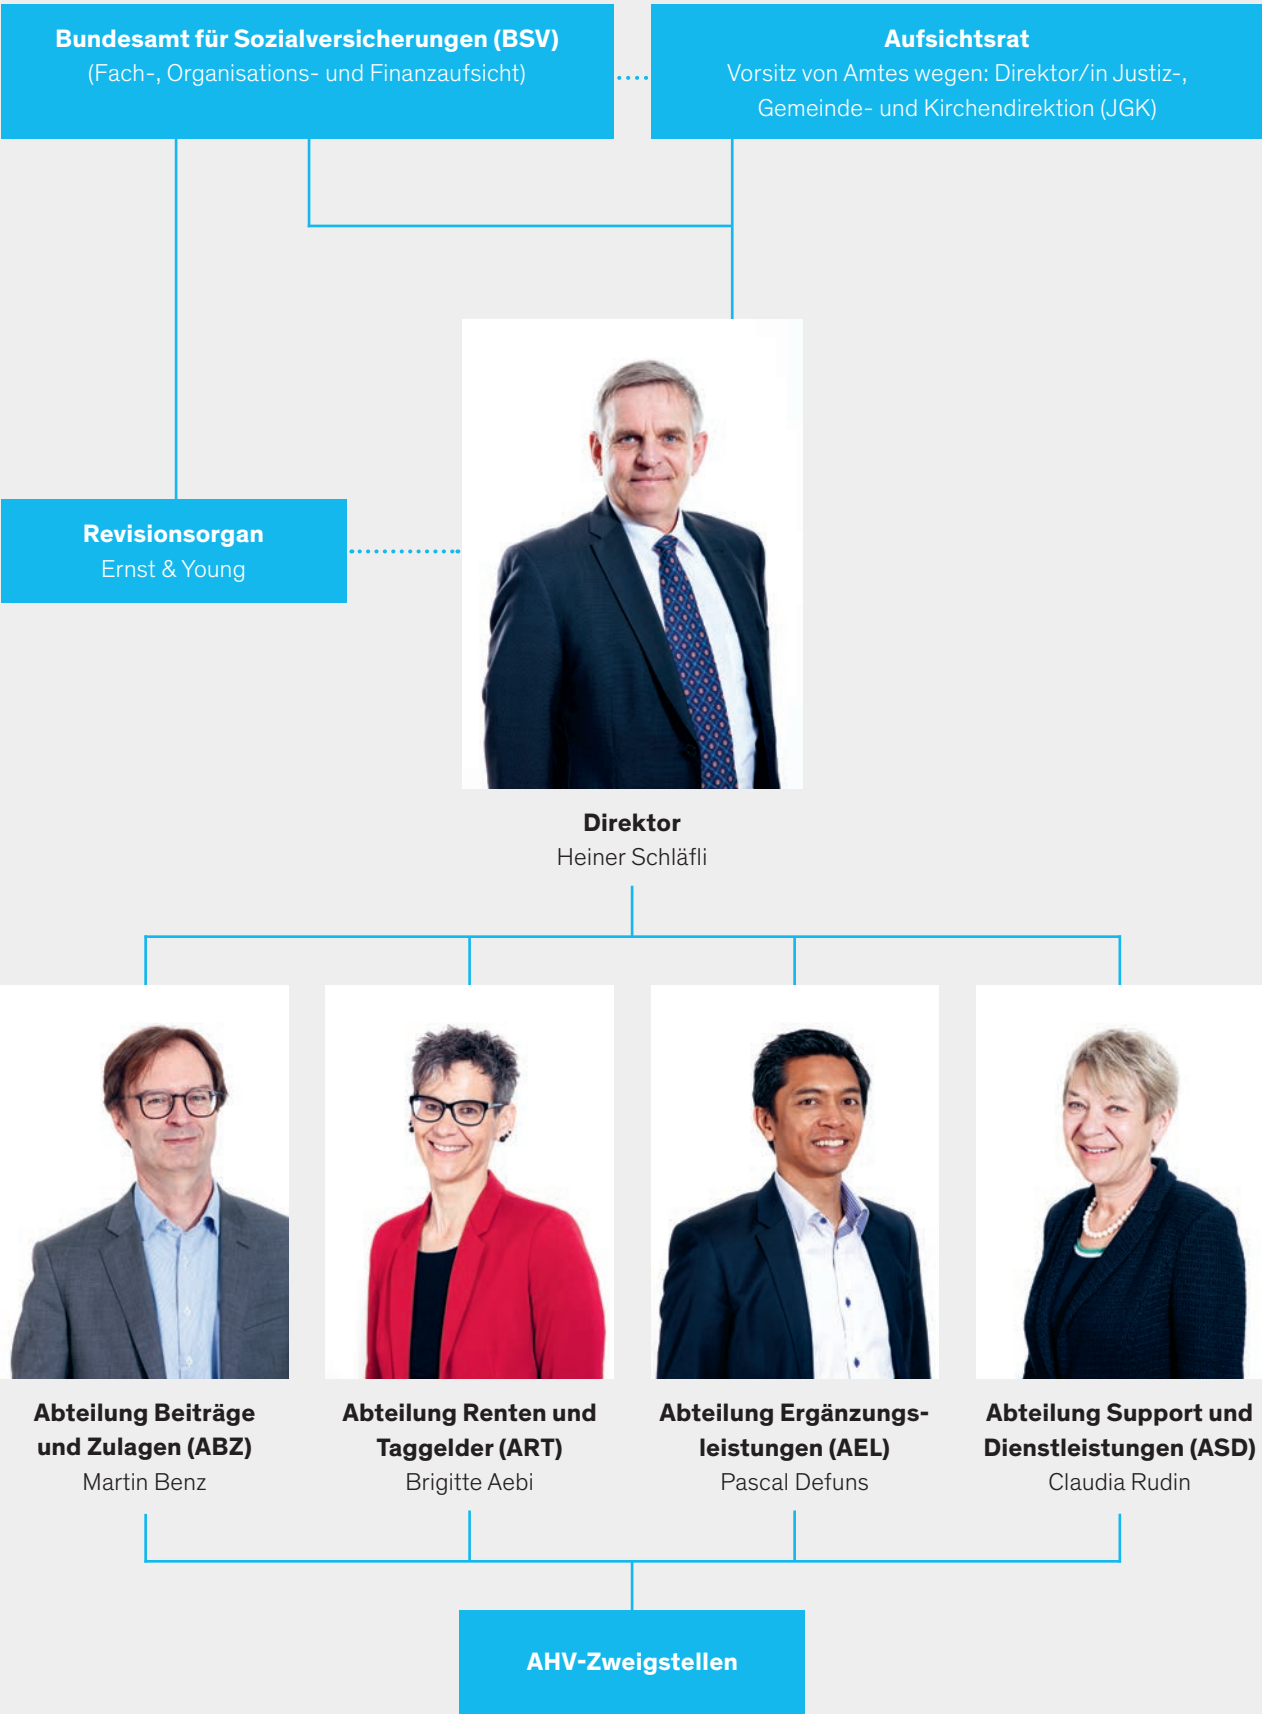 Bundesamt für Sozialversicherungen (BSV)
(Fach-, Organisations- und Finanzaufsicht)
Aufsichtsrat
Vorsitz von Amtes wegen: Direktor/in Justiz-,
Gemeinde- und Kirchendirektion (JGK)
Revisionsorgan
Ernst & Young
Direktor
Heiner Schläfli
Abteilung Beiträge
und Zulagen (ABZ)
Martin Benz
Abteilung Renten und
Taggelder (ART)
Brigitte Aebi
Abteilung Ergänzungs-
leistungen (AEL)
Pascal Defuns
Abteilung Support und
Dienstleistungen (ASD)
Claudia Rudin
AHV-Zweigstellen